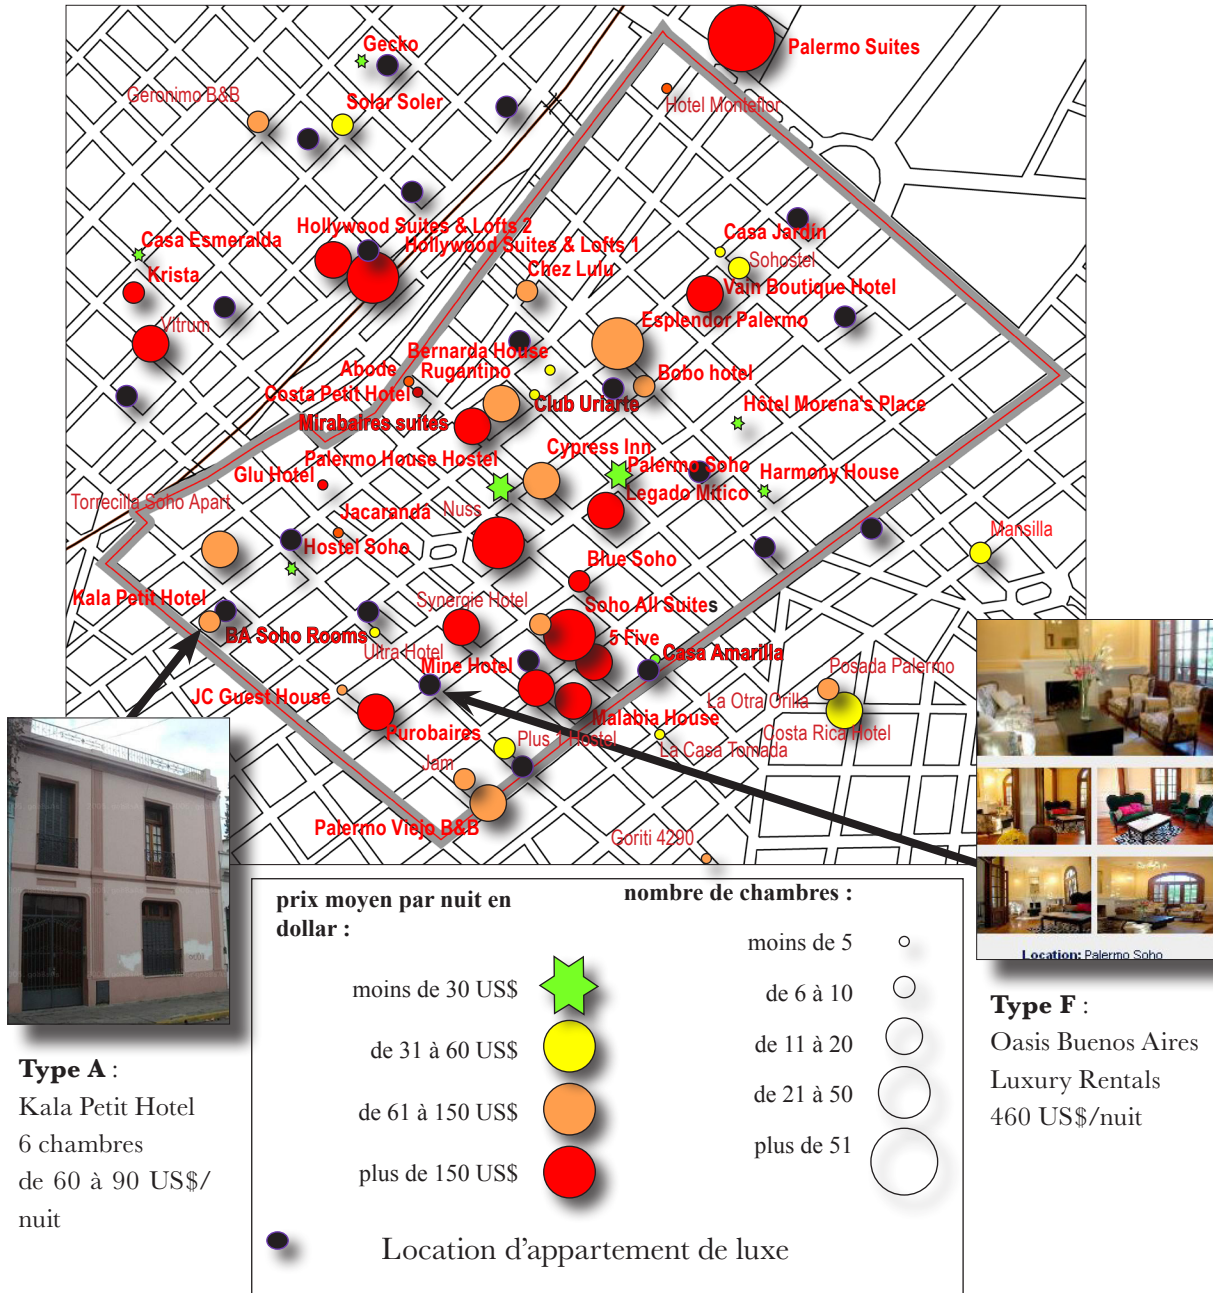 Gecko
Palermo Suites
Geronimo B&B
Solar Soler
Hotel Monteflor
Hollywood Suites & Lofts 2
Casa Esmeralda
Casa Jardín
Hollywood Suites & Lofts 1
Sohostel
Krista
Chez Lulu
Vain Boutique Hotel
Vitrum
Esplendor Palermo
Bernarda House
Abode
Rugantino
Bobo hotel
Costa Petit Hotel
Club Uriarte
Hôtel Morena's Place
Mirabaires suites
Cypress Inn
Palermo House Hostel
Palermo Soho
Harmony House
Glu Hotel
Legado Mítico
Torrecilla Soho Apart
Jacarandá
Nuss
Mansilla
Hostel Soho
Blue Soho
Kala Petit Hotel
Synergie Hotel
Soho All Suites
BA Soho Rooms
5 Five
Ultra Hotel
Casa Amarilla
Mine Hotel
Posada Palermo
JC Guest House
La Otra Orilla
Malabia House
Purobaires
Costa Rica Hotel
Plus 1 Hostel
La Casa Tomada
Jam
Palermo Viejo B&B
Goriti 4290
Location: Palermo Soho
prix moyen par nuit en
dollar :
moins de 30 US$
de 31 à 60 US$
de 61 à 150 US$
plus de 150 US$
nombre de chambres :
moins de 5
de 6 à 10
de 11 à 20
de 21 à 50
plus de 51
Location d'appartement de luxe
Type A :
Kala Petit Hotel
6 chambres
de 60 à 90 US$/
nuit
Type F :
Oasis Buenos Aires
Luxury Rentals
460 US$/nuit